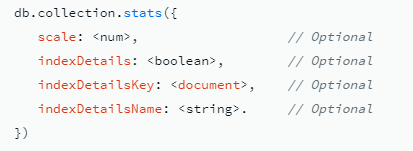 db.collection.stats({
   scale: <num>,                   // Optional
   indexDetails: <boolean>,        // Optional
   indexDetailsKey: <document>,    // Optional
   indexDetailsName: <string>.     // Optional
})